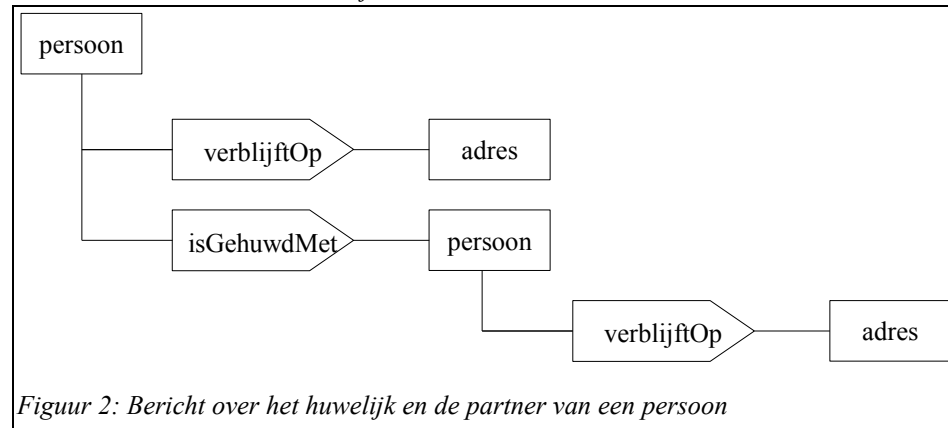 persoon
verblijftOp adres
isGehuwdMet persoon
verblijftOp adres
Figuur 2: Bericht over het huwelijk en de partner van een persoon